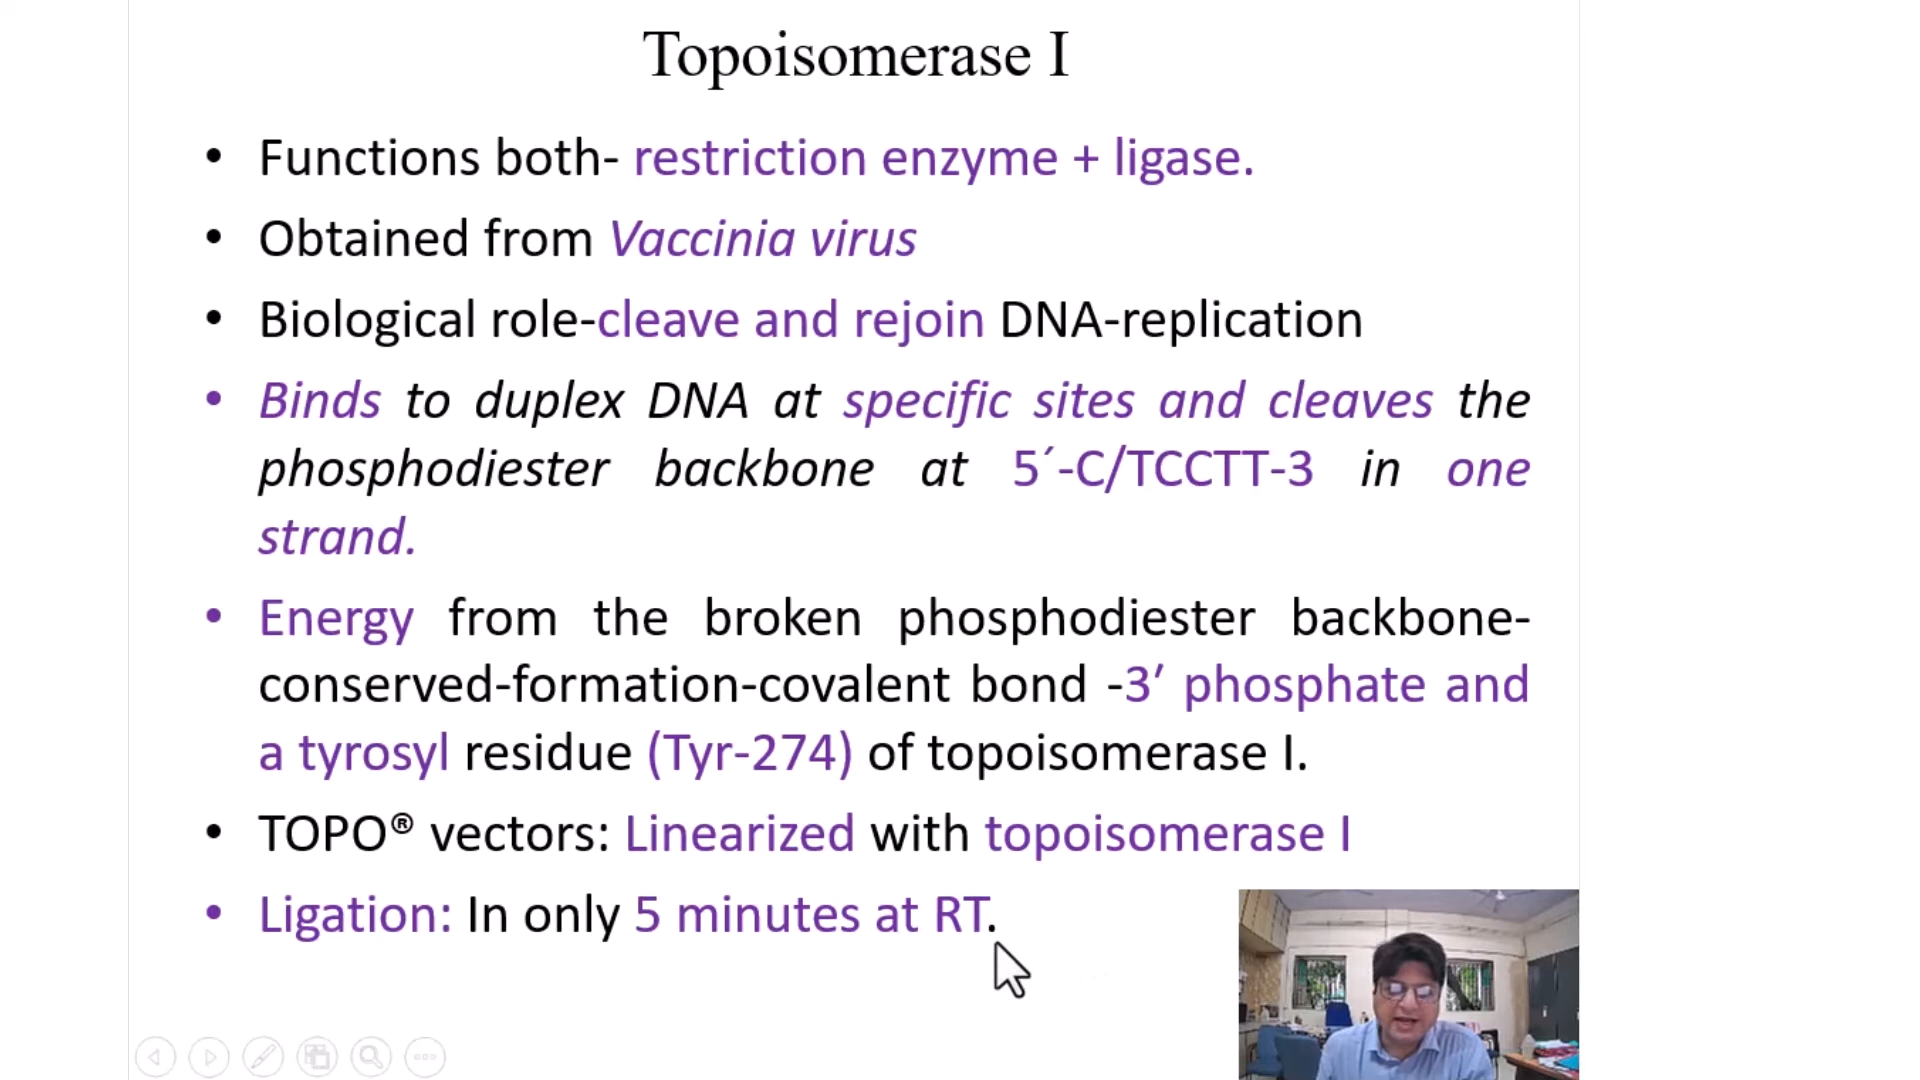 Topoisomerase I
• Functions both- restriction enzyme + ligase.
• Obtained from Vaccinia virus
• Biological role-cleave and rejoin DNA-replication
• Binds to duplex DNA at specific sites and cleaves the
phosphodiester backbone at 5´-C/TCCTT-3 in one
strand.
• Energy from the broken phosphodiester backbone-
conserved-formation-covalent bond -3′ phosphate and
a tyrosyl residue (Tyr-274) of topoisomerase I.
• TOPO® vectors: Linearized with topoisomerase I
• Ligation: In only 5 minutes at RT.